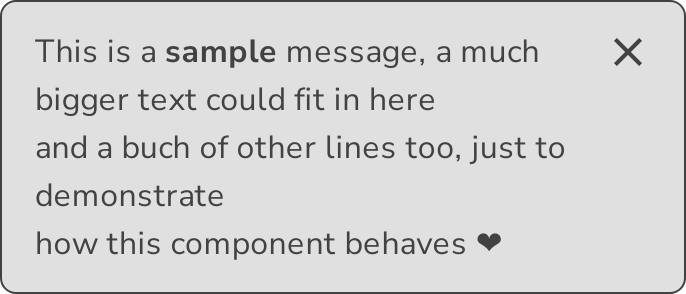 This is a sample message, a much
bigger text could fit in here
and a buch of other lines too, just to
demonstrate
how this component behaves ❤